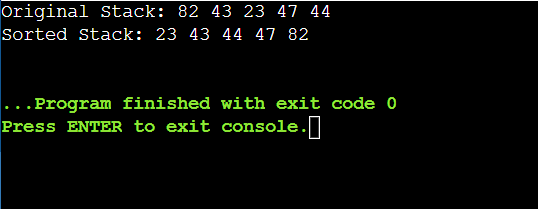 Original Stack: 82 43 23 47 44
Sorted Stack: 23 43 44 47 82
...Program finished with exit code 0
Press ENTER to exit console.